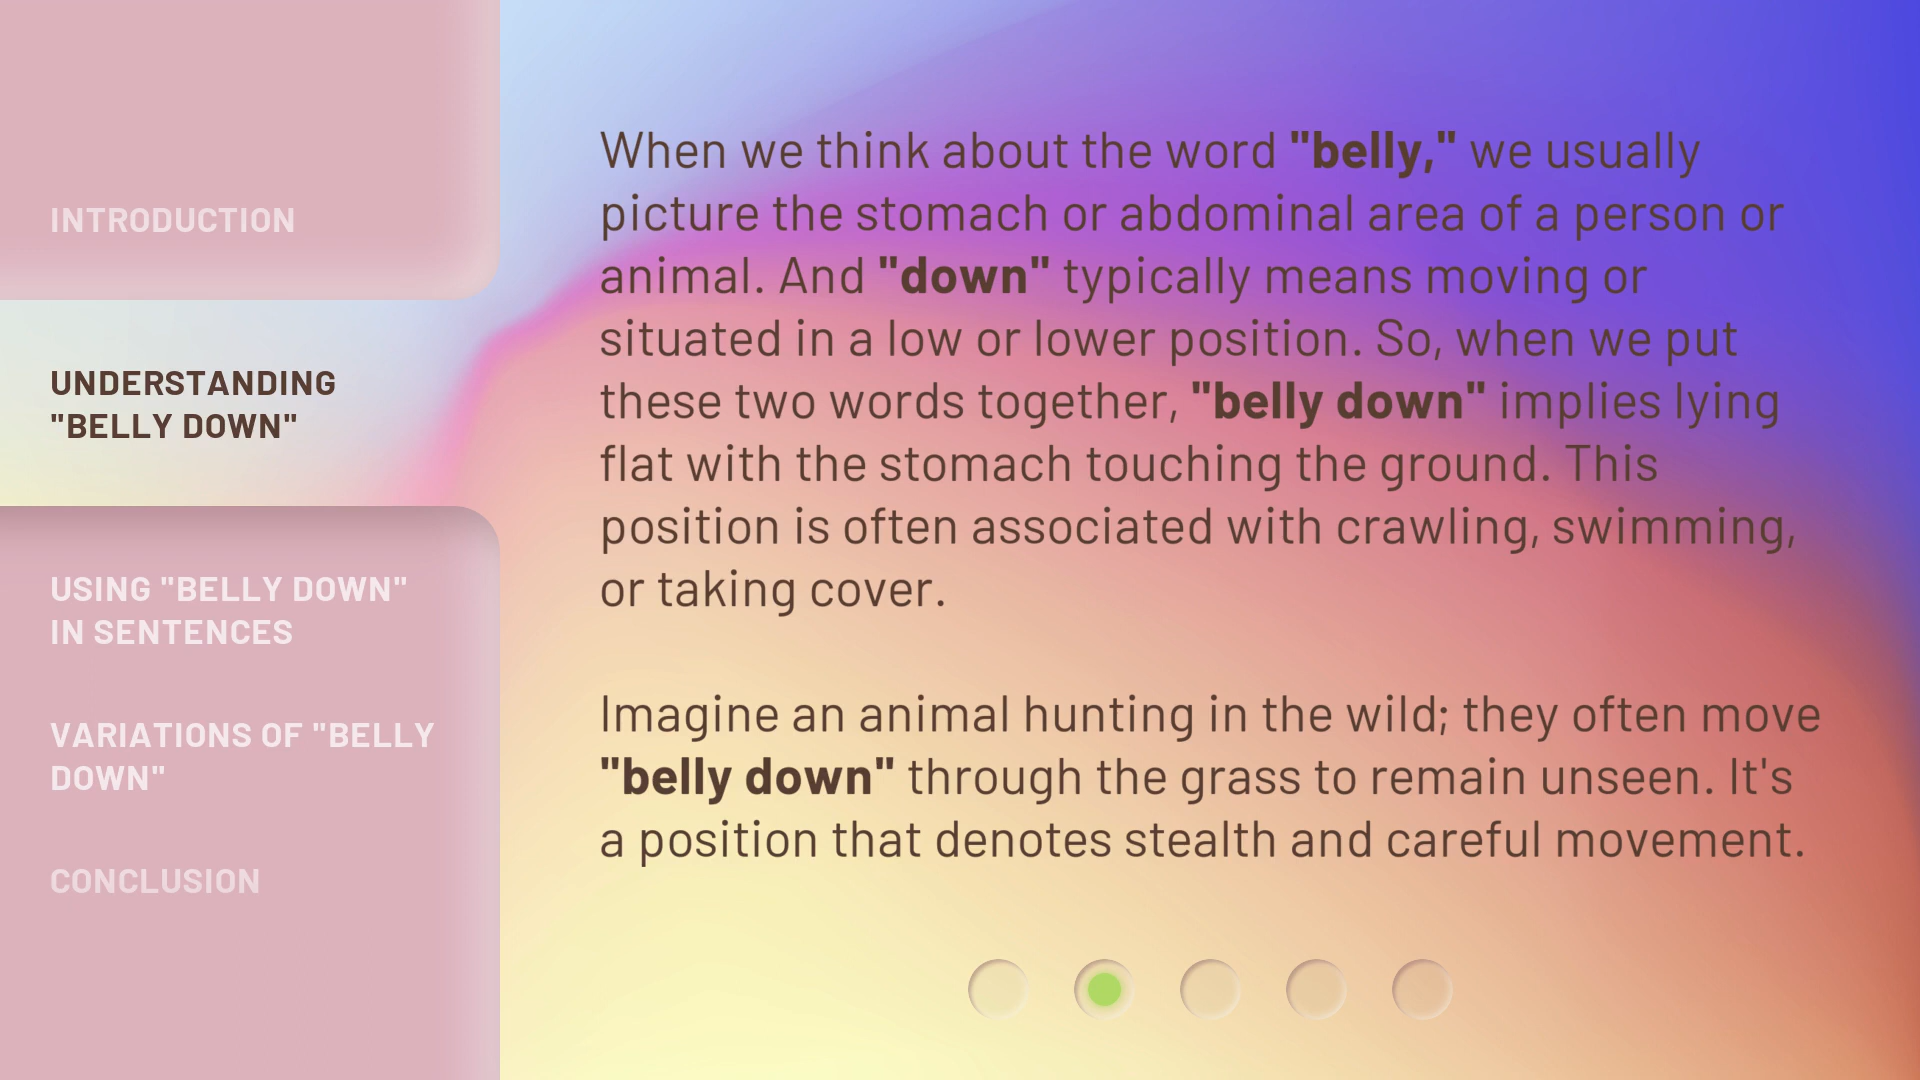 INTRODUCTION
UNDERSTANDING
"BELLY DOWN"
USING "BELLY DOWN"
IN SENTENCES
VARIATIONS OF "BELLY
DOWN"
CONCLUSION
When we think about the word "belly," we usually
picture the stomach or abdominal area of a person or
animal. And "down" typically means moving or
situated in a low or lower position. So, when we put
these two words together, "belly down" implies lying
flat with the stomach touching the ground. This
position is often associated with crawling, swimming,
or taking cover.
Imagine an animal hunting in the wild; they often move
"belly down" through the grass to remain unseen. It's
a position that denotes stealth and careful movement.